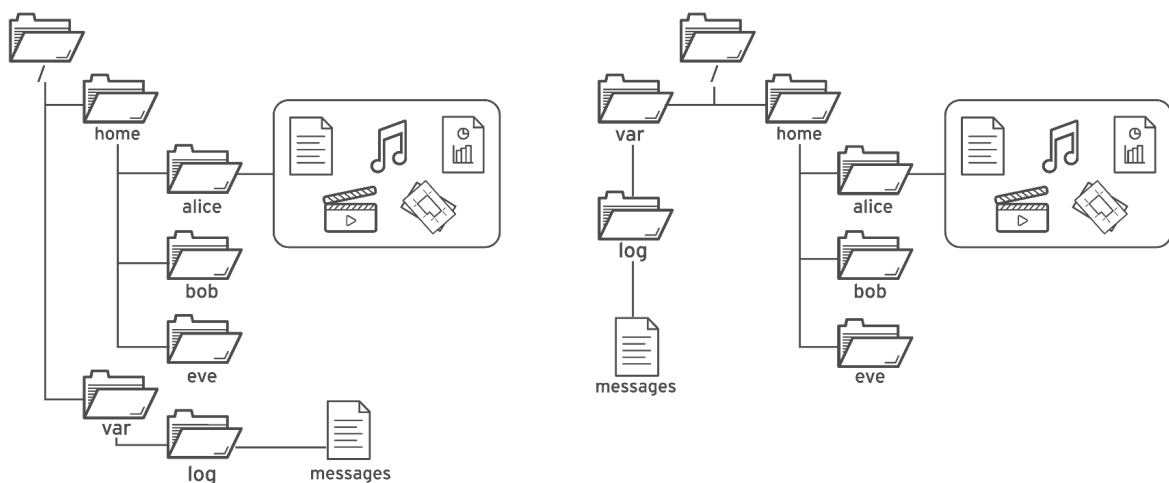 /
home
alice
bob
eve
var
log
messages
/
var
home
log
alice
bob
messages
eve